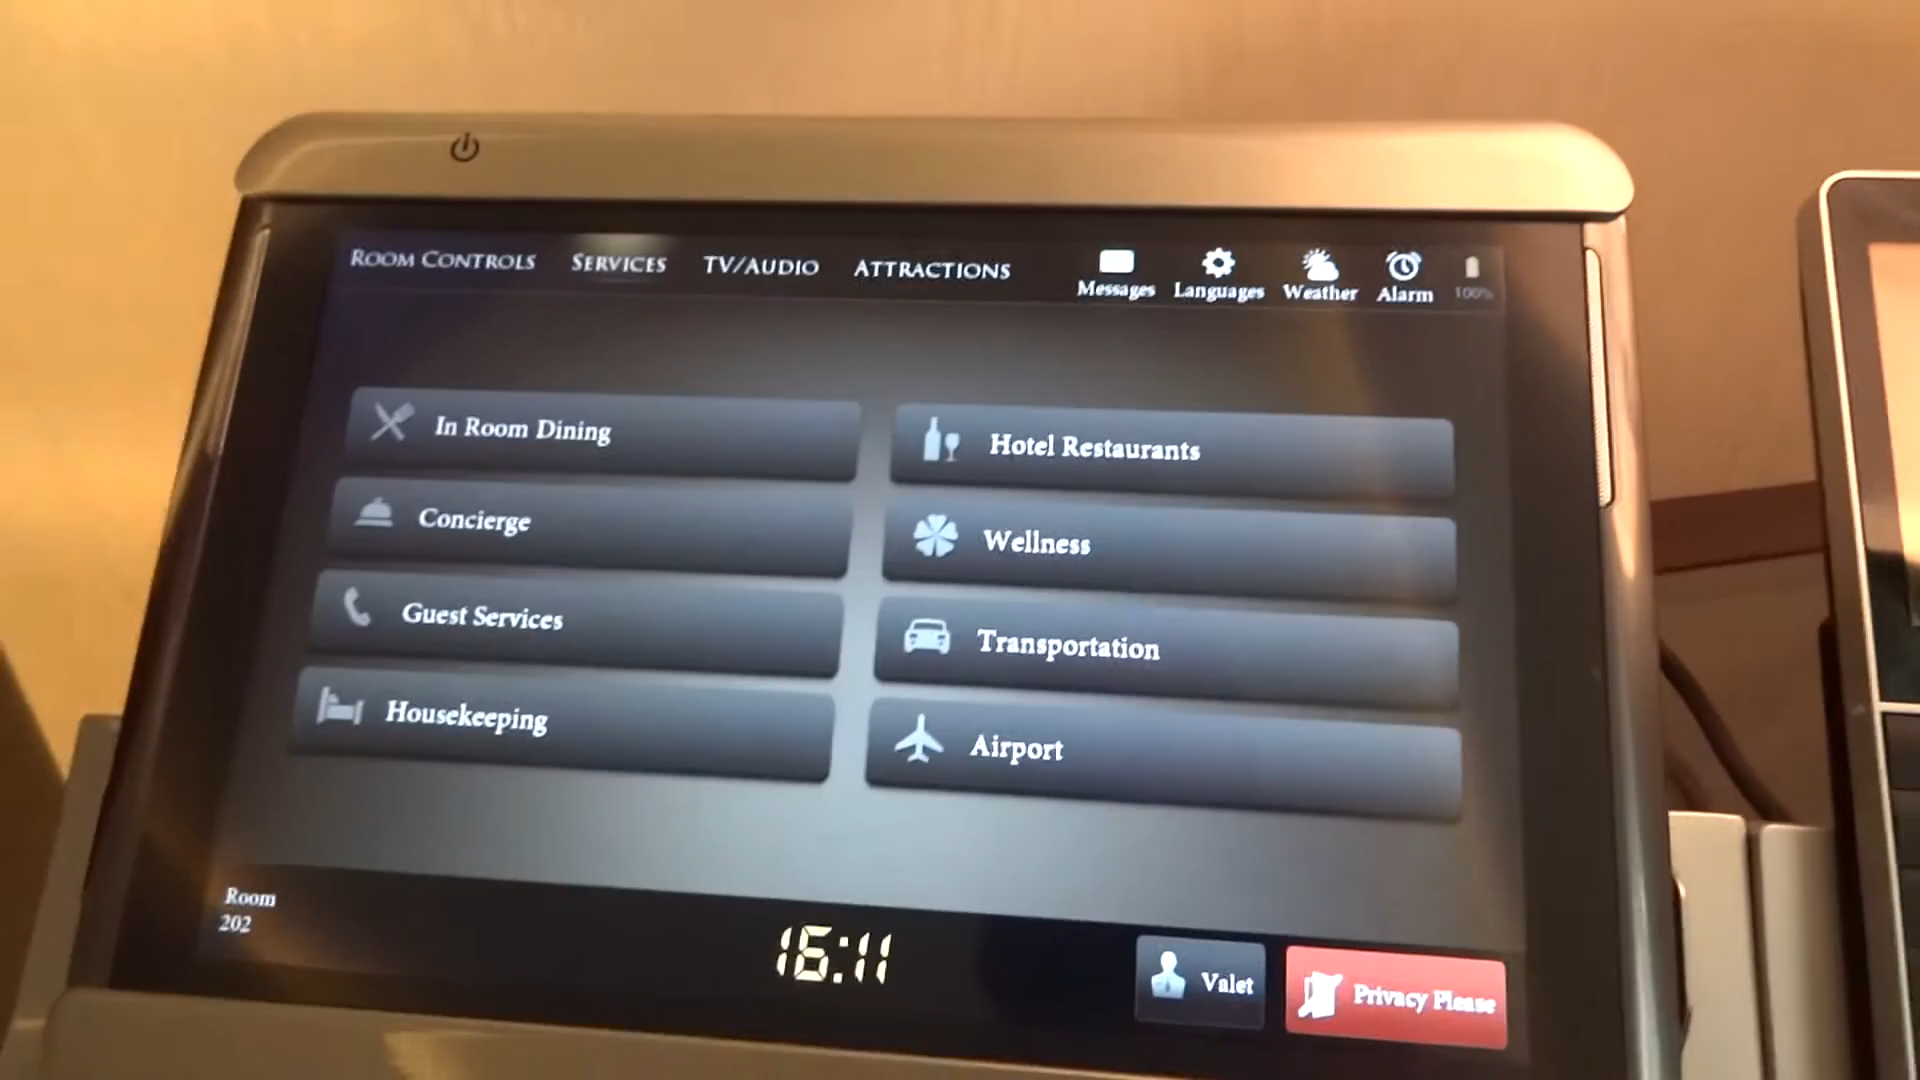 ROOM CONTROLS
SERVICES
TV/AUDIO
ATTRACTIONS
Messages
Languages
Weather
Alarm
100%
In Room Dining
Hotel Restaurants
Concierge
Wellness
Guest Services
Transportation
Housekeeping
Airport
Room
202
16:11
Valet
Privacy Please